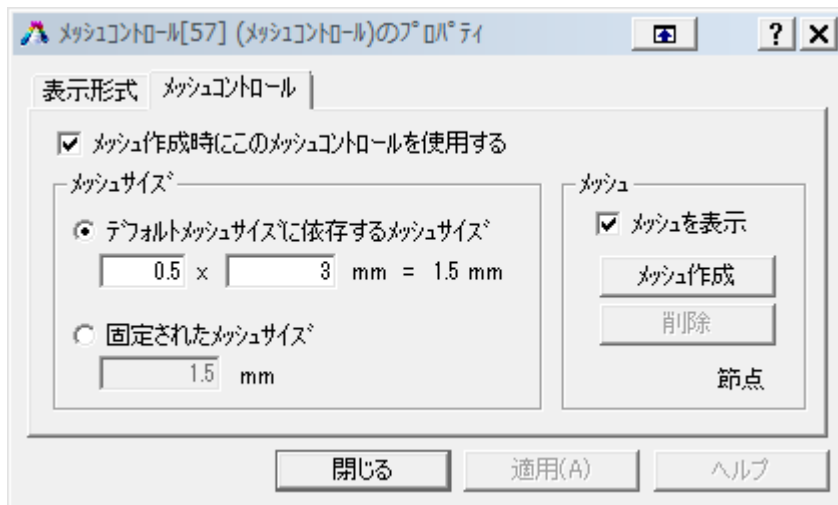 メッシュコントロール[57] (メッシュコントロール)のプロパティ
?
表示形式 メッシュコントロール
メッシュ作成時にこのメッシュコントロールを使用する
メッシュサイズ
デフォルトメッシュサイズに依存するメッシュサイズ
0.5 x 3 mm = 1.5 mm
固定されたメッシュサイズ
1.5 mm
メッシュ
メッシュを表示
メッシュ作成
削除
節点
閉じる 適用(A) ヘルプ